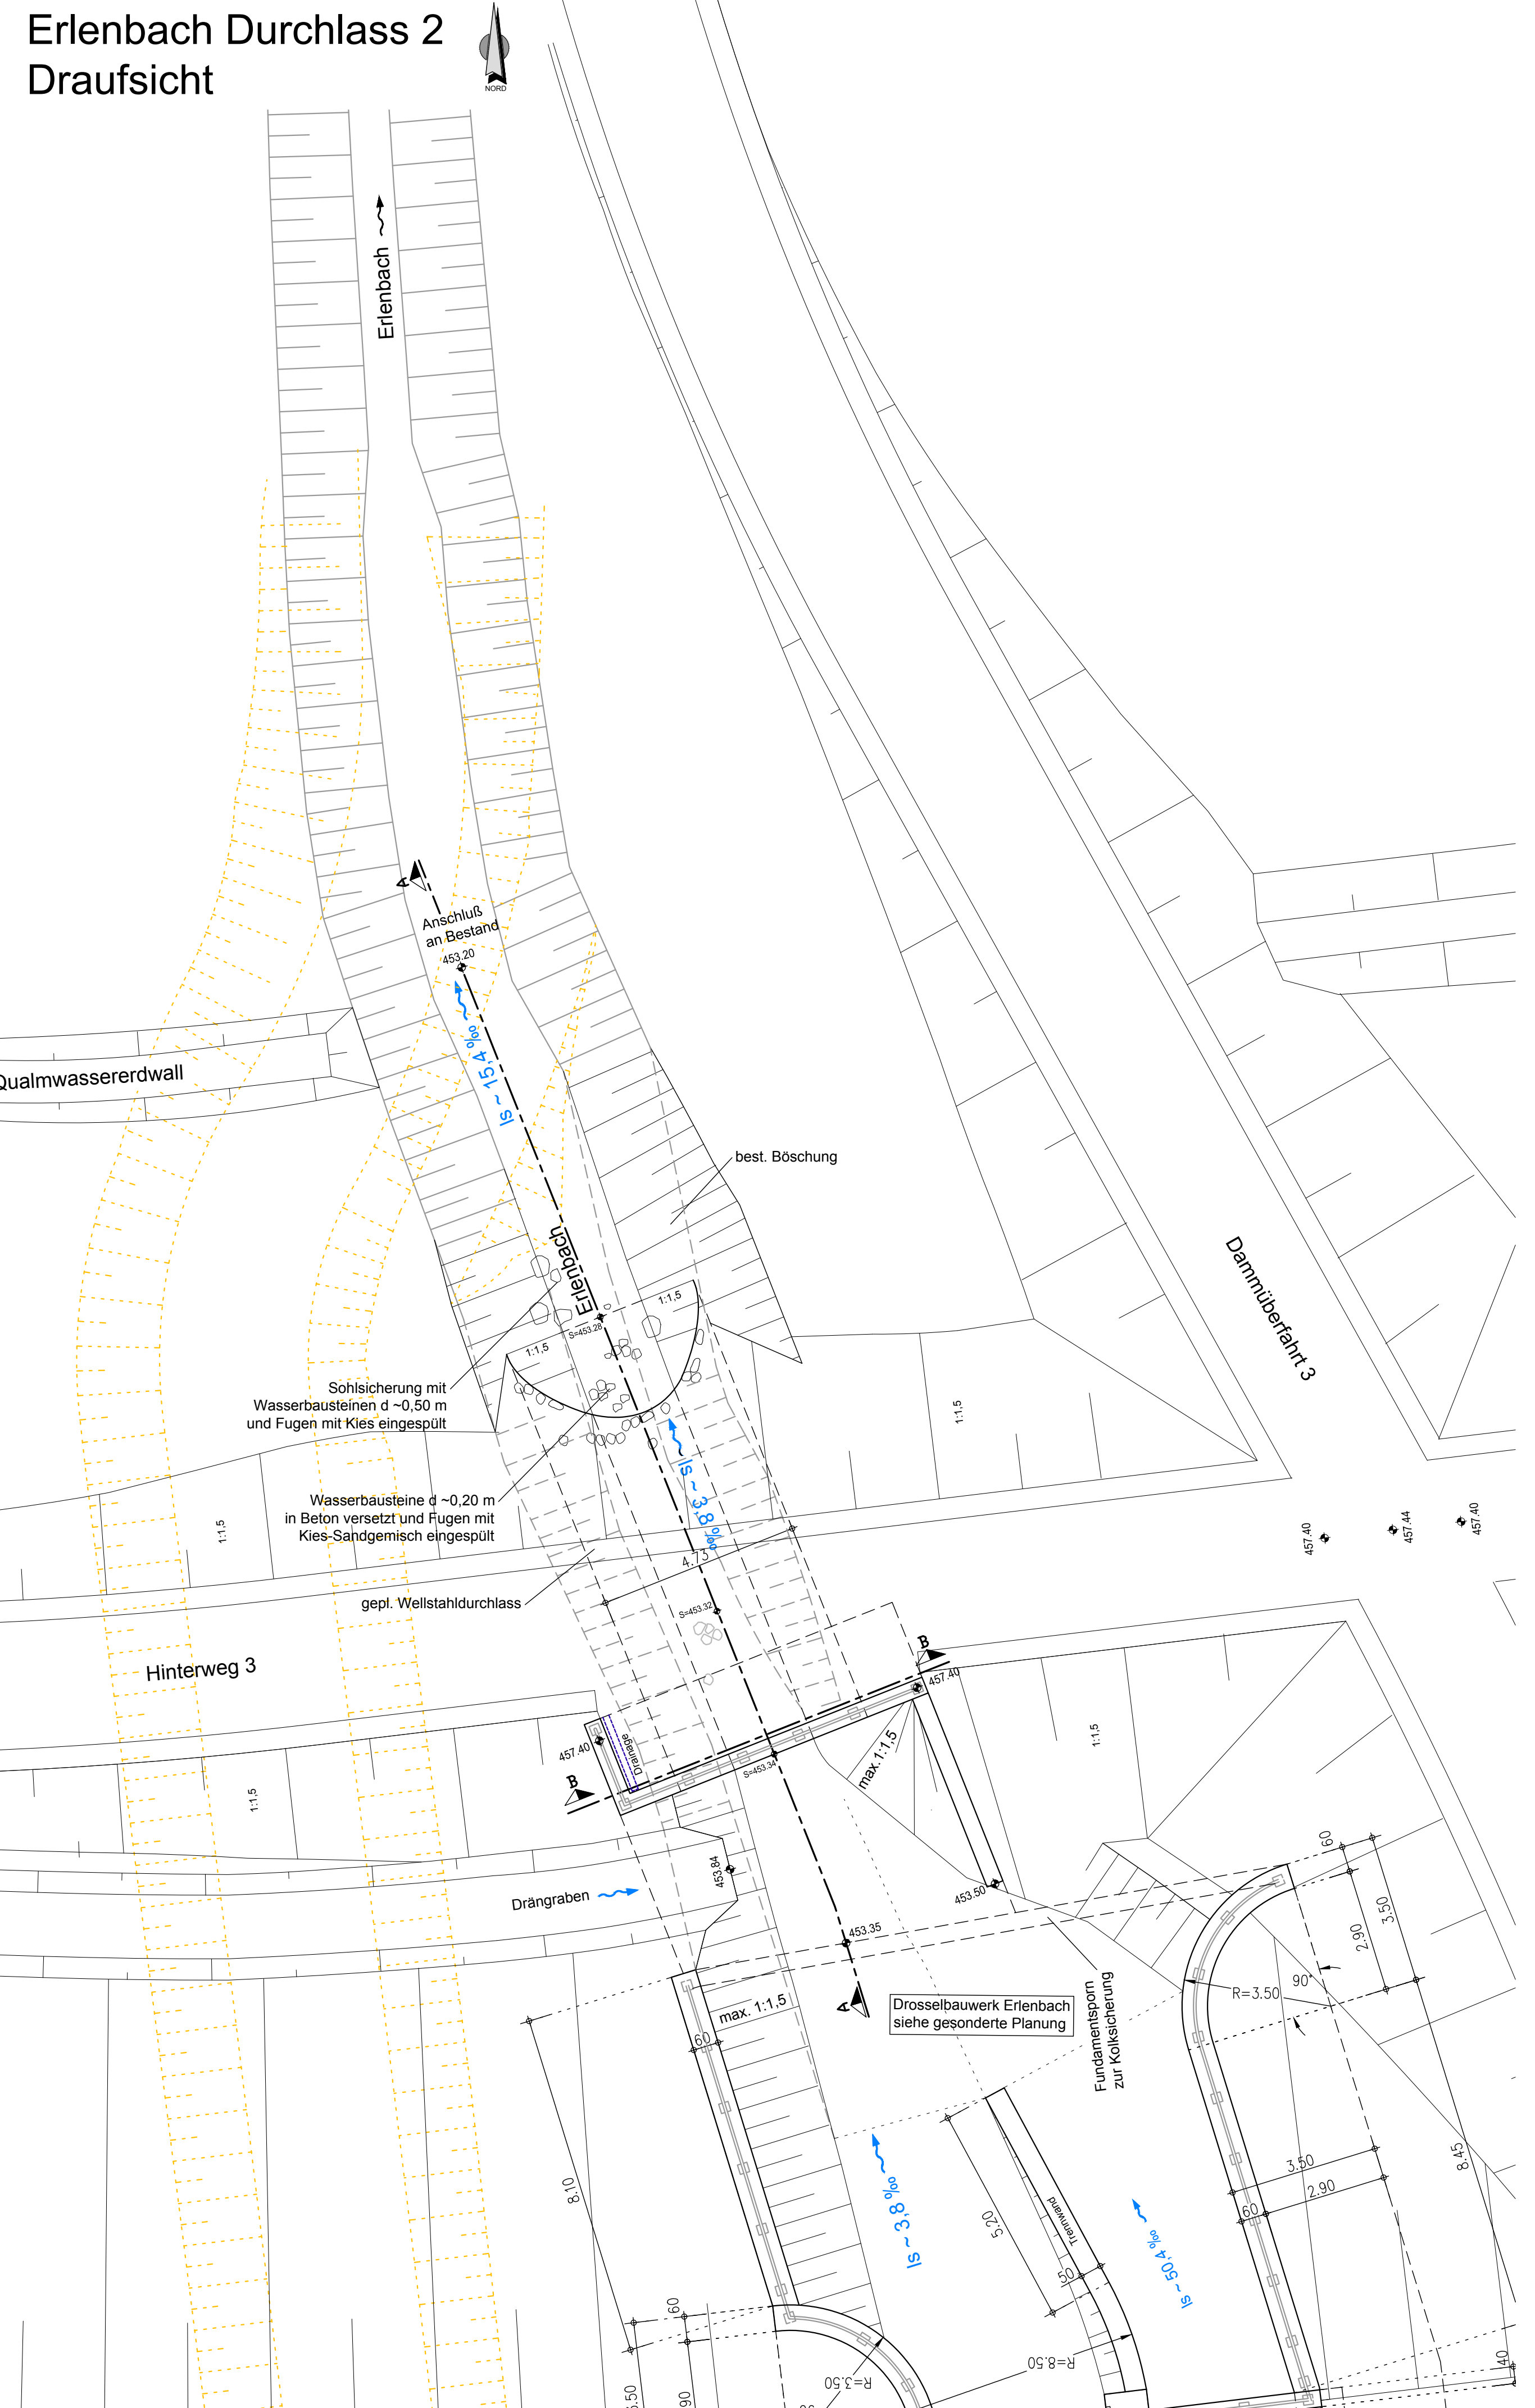 Erlenbach Durchlass 2
Draufsicht
NORD
Erlenbach
A
Anschluß
an Bestand
453.20
Is ~ 15,4 ‰
Qualmwassererdwall
best. Böschung
Erlenbach
1:1,5
S=453.28
1:1,5
Dammüberfahrt 3
Sohlsicherung mit
Wasserbausteinen d ~0,50 m
und Fugen mit Kies eingespült
1:1,5
Is ~ 3,8 ‰
Wasserbausteine d ~0,20 m
in Beton versetzt und Fugen mit
Kies-Sandgemisch eingespült
1:1,5
457.40
457.44
457.40
4.73
gepl. Wellstahldurchlass
S=453.32
Hinterweg 3
B
457.40
457.40
Drainage
B
S=453.34
max.1:1,5
1:1,5
1:1,5
453.84
Drängraben
453.50
453.35
60
3.50
2.90
90°
R=3.50
A
Drosselbauwerk Erlenbach
siehe gesonderte Planung
Fundamentsporn
zur Kolksicherung
max. 1:1,5
60
8.10
Is ~ 3,8 ‰
5.20
Trennwand
50
Is ~ 50,4 ‰
3.50
2.90
60
8.45
60
R=3.50
R=8.50
.50
90
40